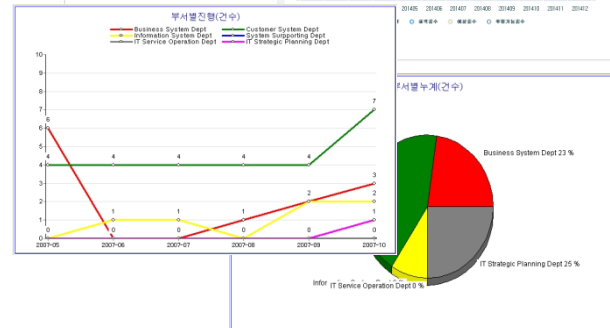 201405 201406 201407 201408 201409 201410 201411 201412
부서별진행(건수)
Business System Dept
Customer System Dept
Information System Dept
System Supporting Dept
IT Service Operation Dept
IT Strategic Planning Dept
10
9
8
7
6
5
4
3
2
1
0
6
4 4 4 4 4 7
0 1 1 0 2 2
0 0 0 1 2 3
0 0 1
2007-05 2007-06 2007-07 2007-08 2007-09 2007-10
부서별누계(건수)
Business System Dept 23 %
IT Strategic Planning Dept 25 %
Infor
IT Service Operation Dept 0 %